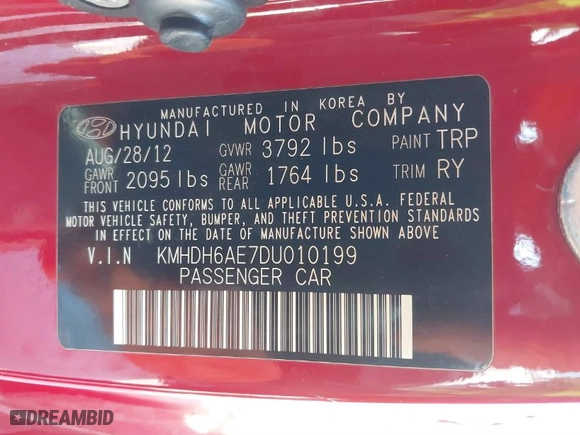 MANUFACTURED IN KOREA BY
HYUNDAI MOTOR COMPANY
AUG/28/12 GVWR 3792 lbs PAINT TRP
GAWR FRONT 2095 lbs GAWR REAR 1764 lbs TRIM RY
THIS VEHICLE CONFORMS TO ALL APPLICABLE U.S.A. FEDERAL
MOTOR VEHICLE SAFETY, BUMPER, AND THEFT PREVENTION STANDARDS
IN EFFECT ON THE DATE OF MANUFACTURE SHOWN ABOVE.
V.I.N KMHDH6AE7DU010199
PASSENGER CAR
DREAMBID